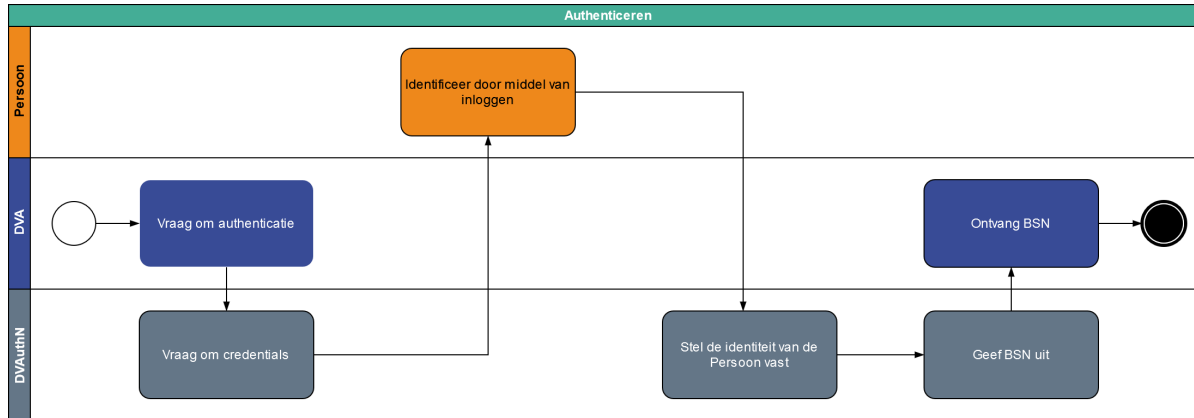 Authenticeren
Persoon
Identificeer door middel van
inloggen
DVA
Vraag om authenticatie
Ontvang BSN
DVAuthN
Vraag om credentials
Stel de identiteit van de
Persoon vast
Geef BSN uit